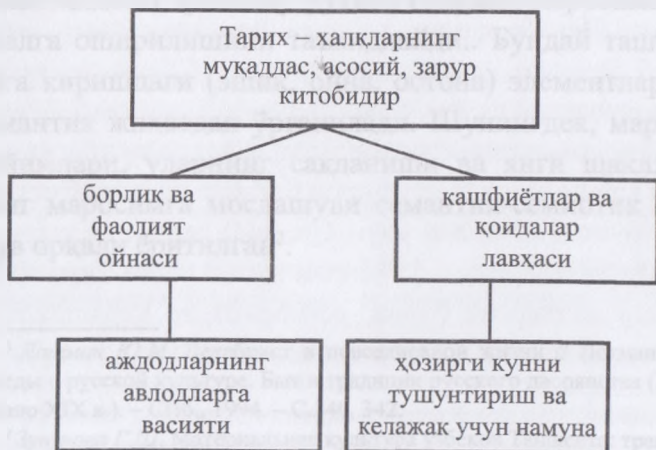 Тарих – халқларнинг
муқаддас, асосий, зарур
китобидир
борлиқ ва
фаолият
ойнаси
кашфиётлар ва
қоидалар
лавҳаси
аждодларнинг
авлодларга
васияти
ҳозирги кунни
тушунтириш ва
келажак учун намуна